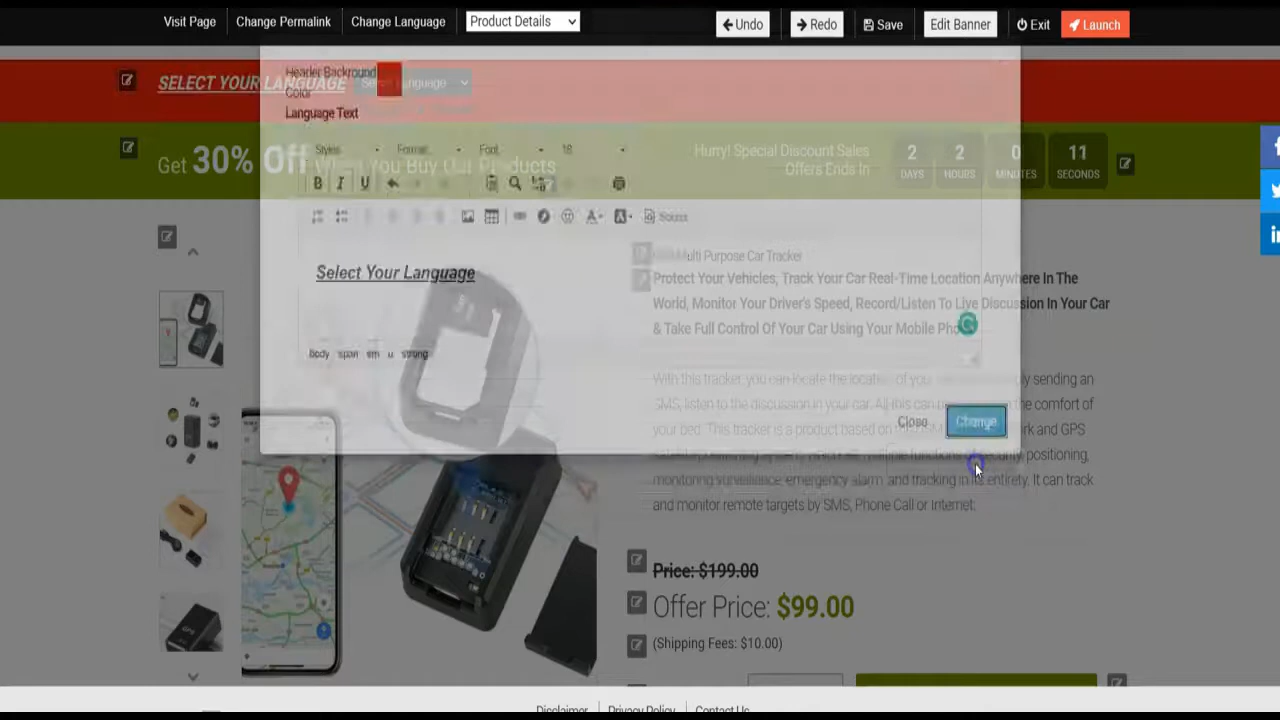 Visit Page
Change Permalink
Change Language
Product Details
Undo
Redo
Save
Edit Banner
Exit
Launch
Header Background
Color
SELECT YOUR LANGUAGE
Language Text
Get 30% Off When You Buy Our Products
Hurry! Special Discount Sales
Offers Ends In
2
DAYS
2
HOURS
0
MINUTES
11
SECONDS
Styles
Format
Font
18
B I U
Source
Select Your Language
body span em u strong
Close
Change
Multi Purpose Car Tracker
Protect Your Vehicles, Track Your Car Real-Time Location Anywhere In The
World, Monitor Your Driver's Speed, Record/Listen To Live Discussion In Your Car
& Take Full Control Of Your Car Using Your Mobile
With this tracker, you can locate the location of your sending an
SMS, listen to the discussion in your car. All this can the comfort of
your bed. This tracker is a product based on and GPS
security positioning,
monitoring surveillance, emergency alarm, and tracking in its entirety. It can track
and monitor remote targets by SMS, Phone Call or Internet.
Price: $199.00
Offer Price: $99.00
(Shipping Fees: $10.00)
Disclaimer
Privacy Policy
Contact Us